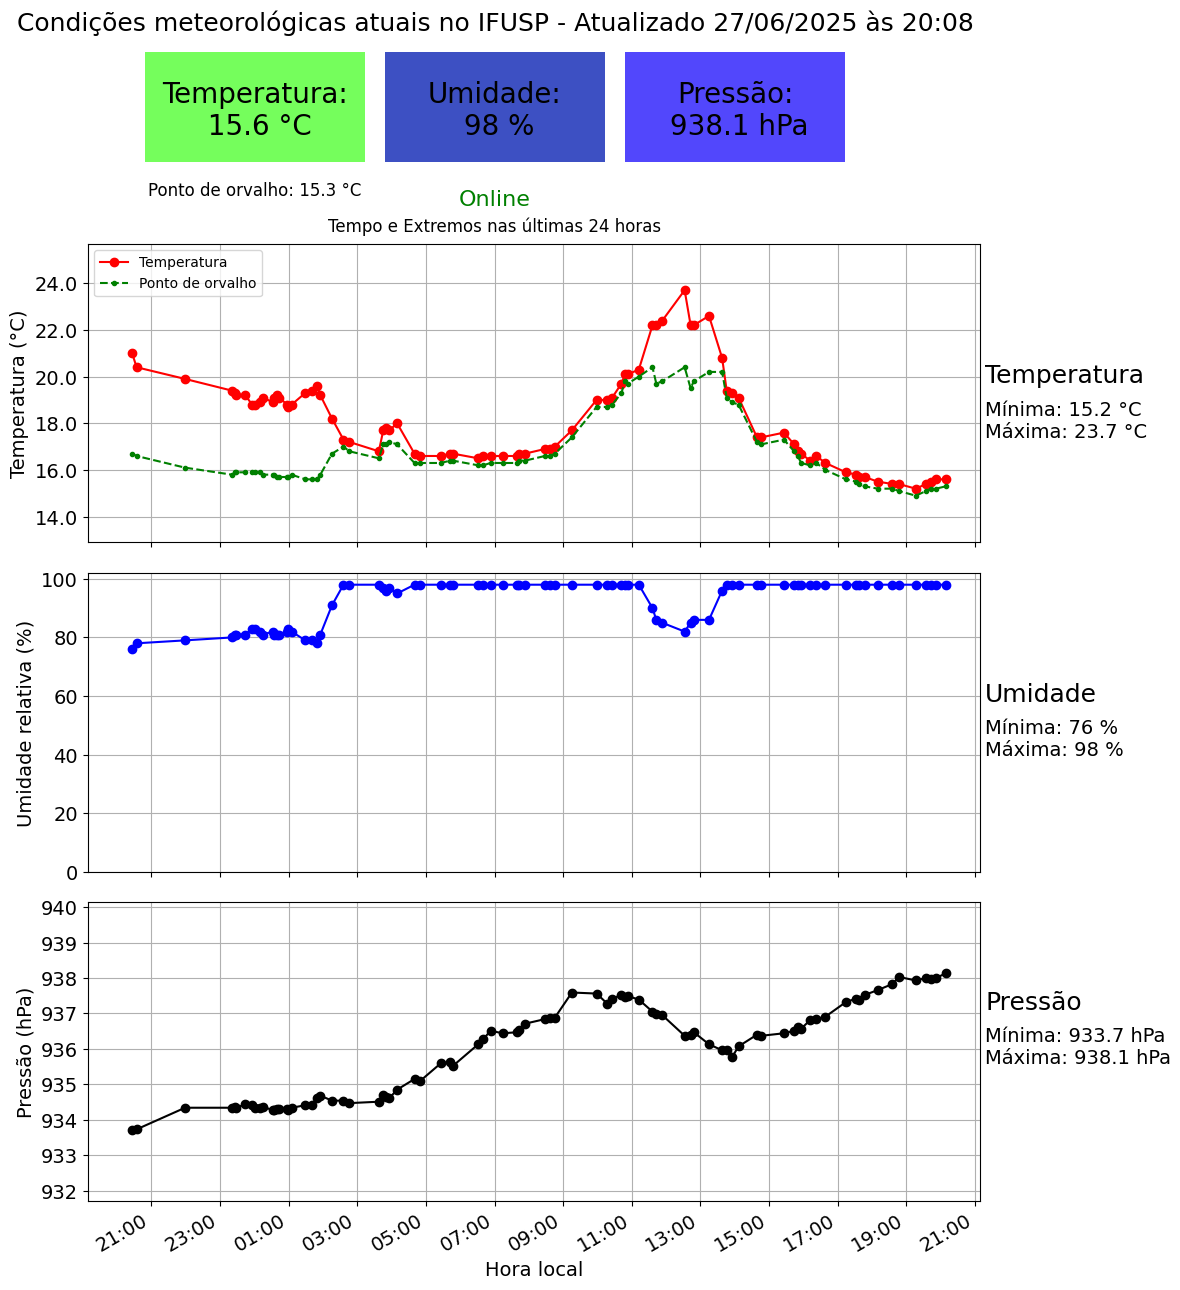 Condições meteorológicas atuais no IFUSP - Atualizado 27/06/2025 às 20:08
Temperatura:
15.6 °C
Umidade:
98 %
Pressão:
938.1 hPa
Ponto de orvalho: 15.3 °C
Online
Tempo e Extremos nas últimas 24 horas
Temperatura
Ponto de orvalho
Temperatura (°C)
24.0
22.0
20.0
18.0
16.0
14.0
Temperatura
Mínima: 15.2 °C
Máxima: 23.7 °C
Umidade relativa (%)
100
80
60
40
20
0
Umidade
Mínima: 76 %
Máxima: 98 %
Pressão (hPa)
940
939
938
937
936
935
934
933
932
Pressão
Mínima: 933.7 hPa
Máxima: 938.1 hPa
21:00
23:00
01:00
03:00
05:00
07:00
09:00
11:00
13:00
15:00
17:00
19:00
21:00
Hora local